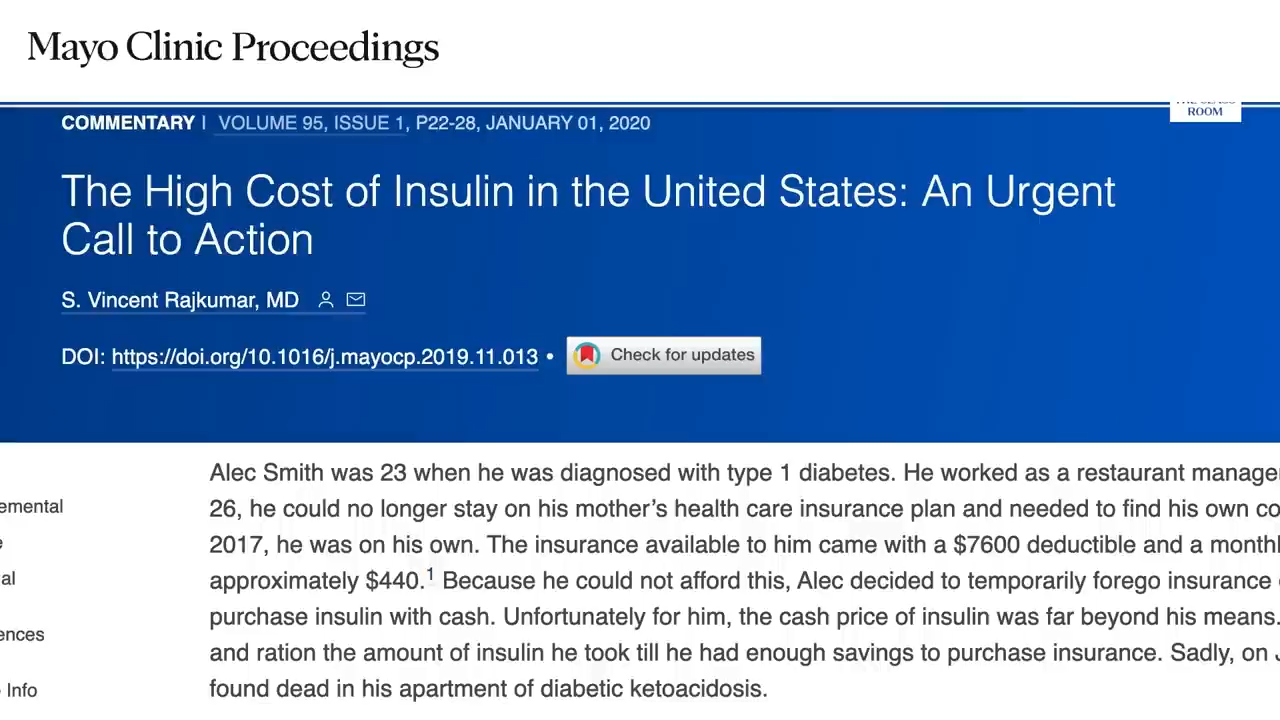 Mayo Clinic Proceedings
ROOM
COMMENTARY | VOLUME 95, ISSUE 1, P22-28, JANUARY 01, 2020
The High Cost of Insulin in the United States: An Urgent
Call to Action
S. Vincent Rajkumar, MD
DOI: https://doi.org/10.1016/j.mayocp.2019.11.013 •
Check for updates
Alec Smith was 23 when he was diagnosed with type 1 diabetes. He worked as a restaurant manager
emental
26, he could no longer stay on his mother’s health care insurance plan and needed to find his own co
e
2017, he was on his own. The insurance available to him came with a $7600 deductible and a monthl
al
approximately $440.1 Because he could not afford this, Alec decided to temporarily forego insurance
purchase insulin with cash. Unfortunately for him, the cash price of insulin was far beyond his means.
ences
and ration the amount of insulin he took till he had enough savings to purchase insurance. Sadly, on J
found dead in his apartment of diabetic ketoacidosis.
Info